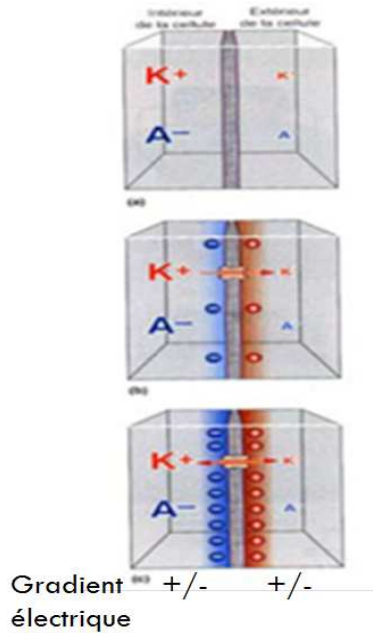 Intérieur Extérieur
de la cellule de la cellule
K+ K+
A− A
(a)
K+ K
A− A
(b)
K+ K
A− A
(c)
Gradient +/- +/-
électrique